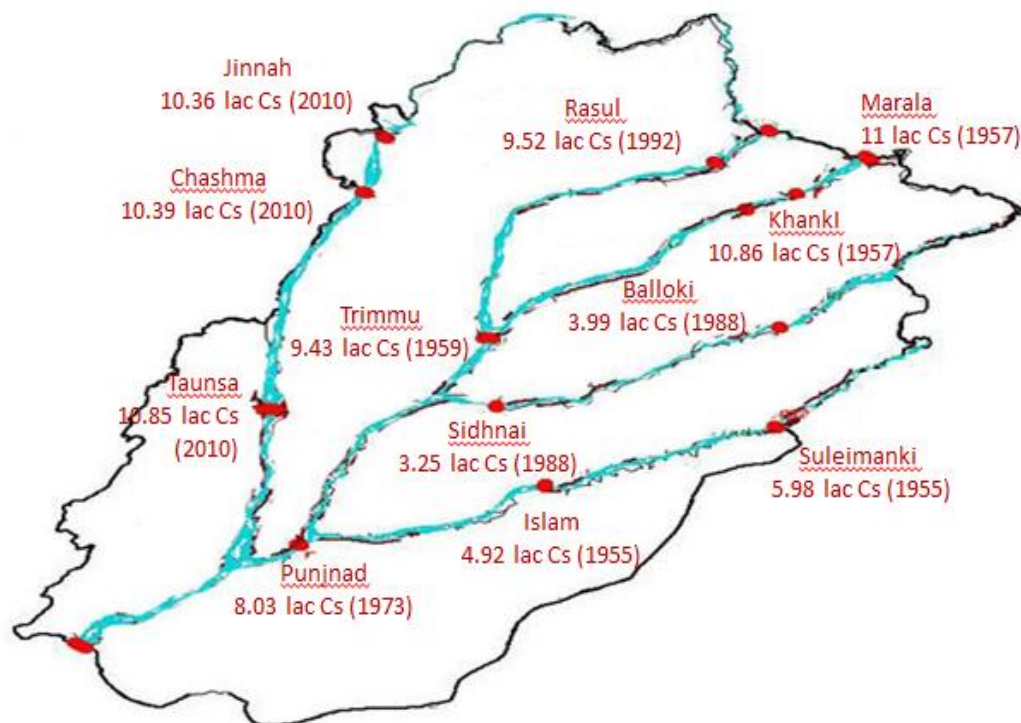 Jinnah
10.36 lac Cs (2010)
Rasul
9.52 lac Cs (1992)
Marala
11 lac Cs (1957)
Chashma
10.39 lac Cs (2010)
KhankI
10.86 lac Cs (1957)
Balloki
3.99 lac Cs (1988)
Trimmu
9.43 lac Cs (1959)
Taunsa
10.85 lac Cs
(2010)
Sidhnai
3.25 lac Cs (1988)
Suleimanki
5.98 lac Cs (1955)
Islam
4.92 lac Cs (1955)
Punjnad
8.03 lac Cs (1973)